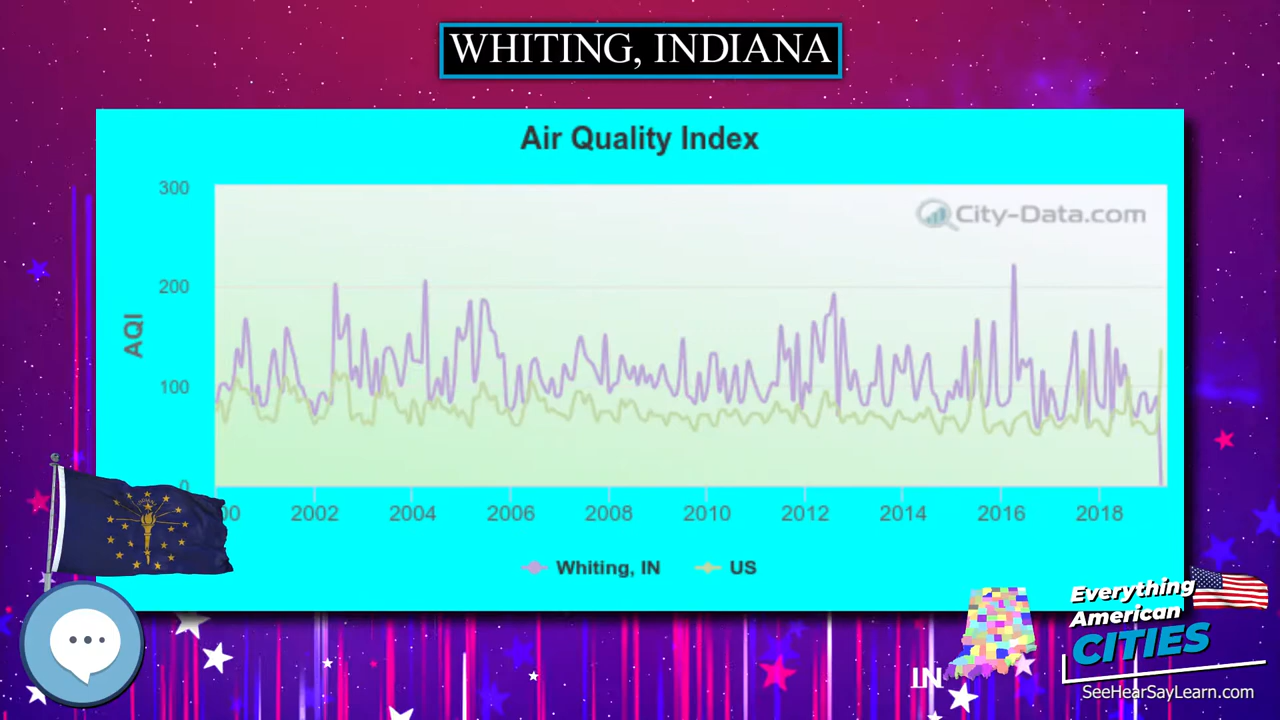 WHITING, INDIANA
Air Quality Index
City-Data.com
300
200
100
0
AQI
00 2002 2004 2006 2008 2010 2012 2014 2016 2018
Whiting, IN US
Everything
American
CITIES
IN
SeeHearSayLearn.com